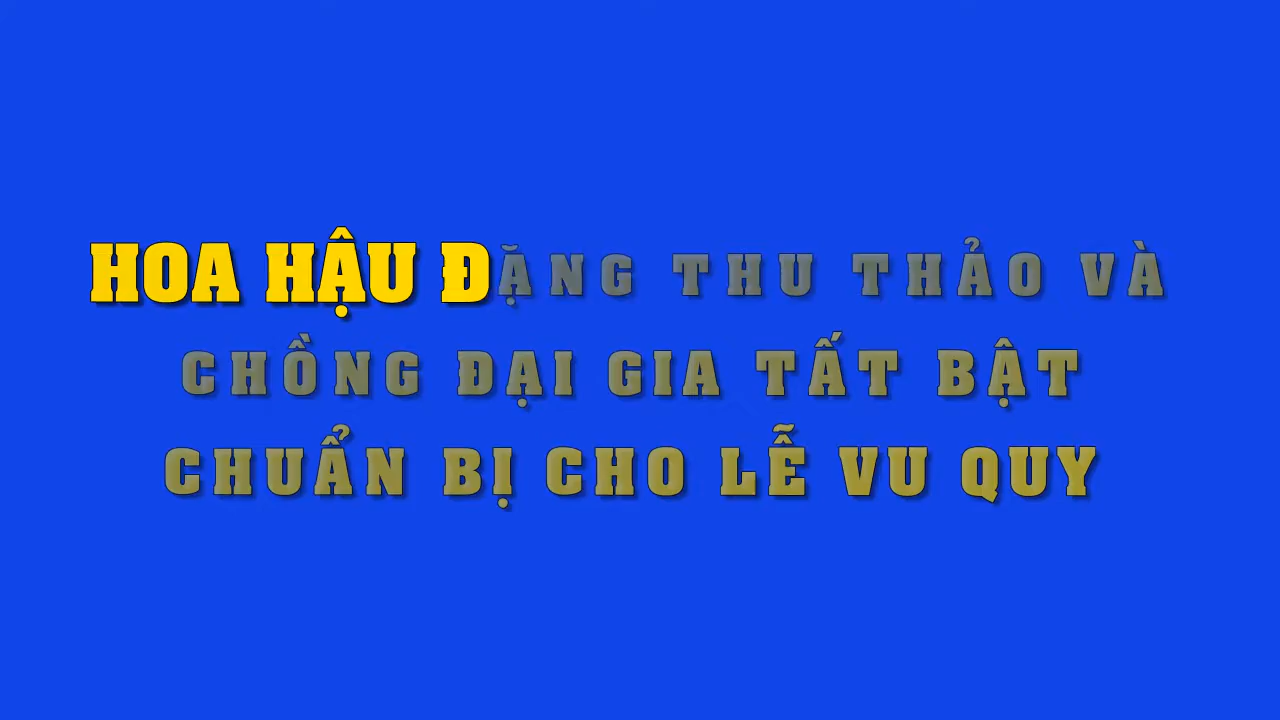 HOA HẬU ĐẶNG THU THẢO VÀ
CHỒNG ĐẠI GIA TẤT BẬT
CHUẨN BỊ CHO LỄ VU QUY